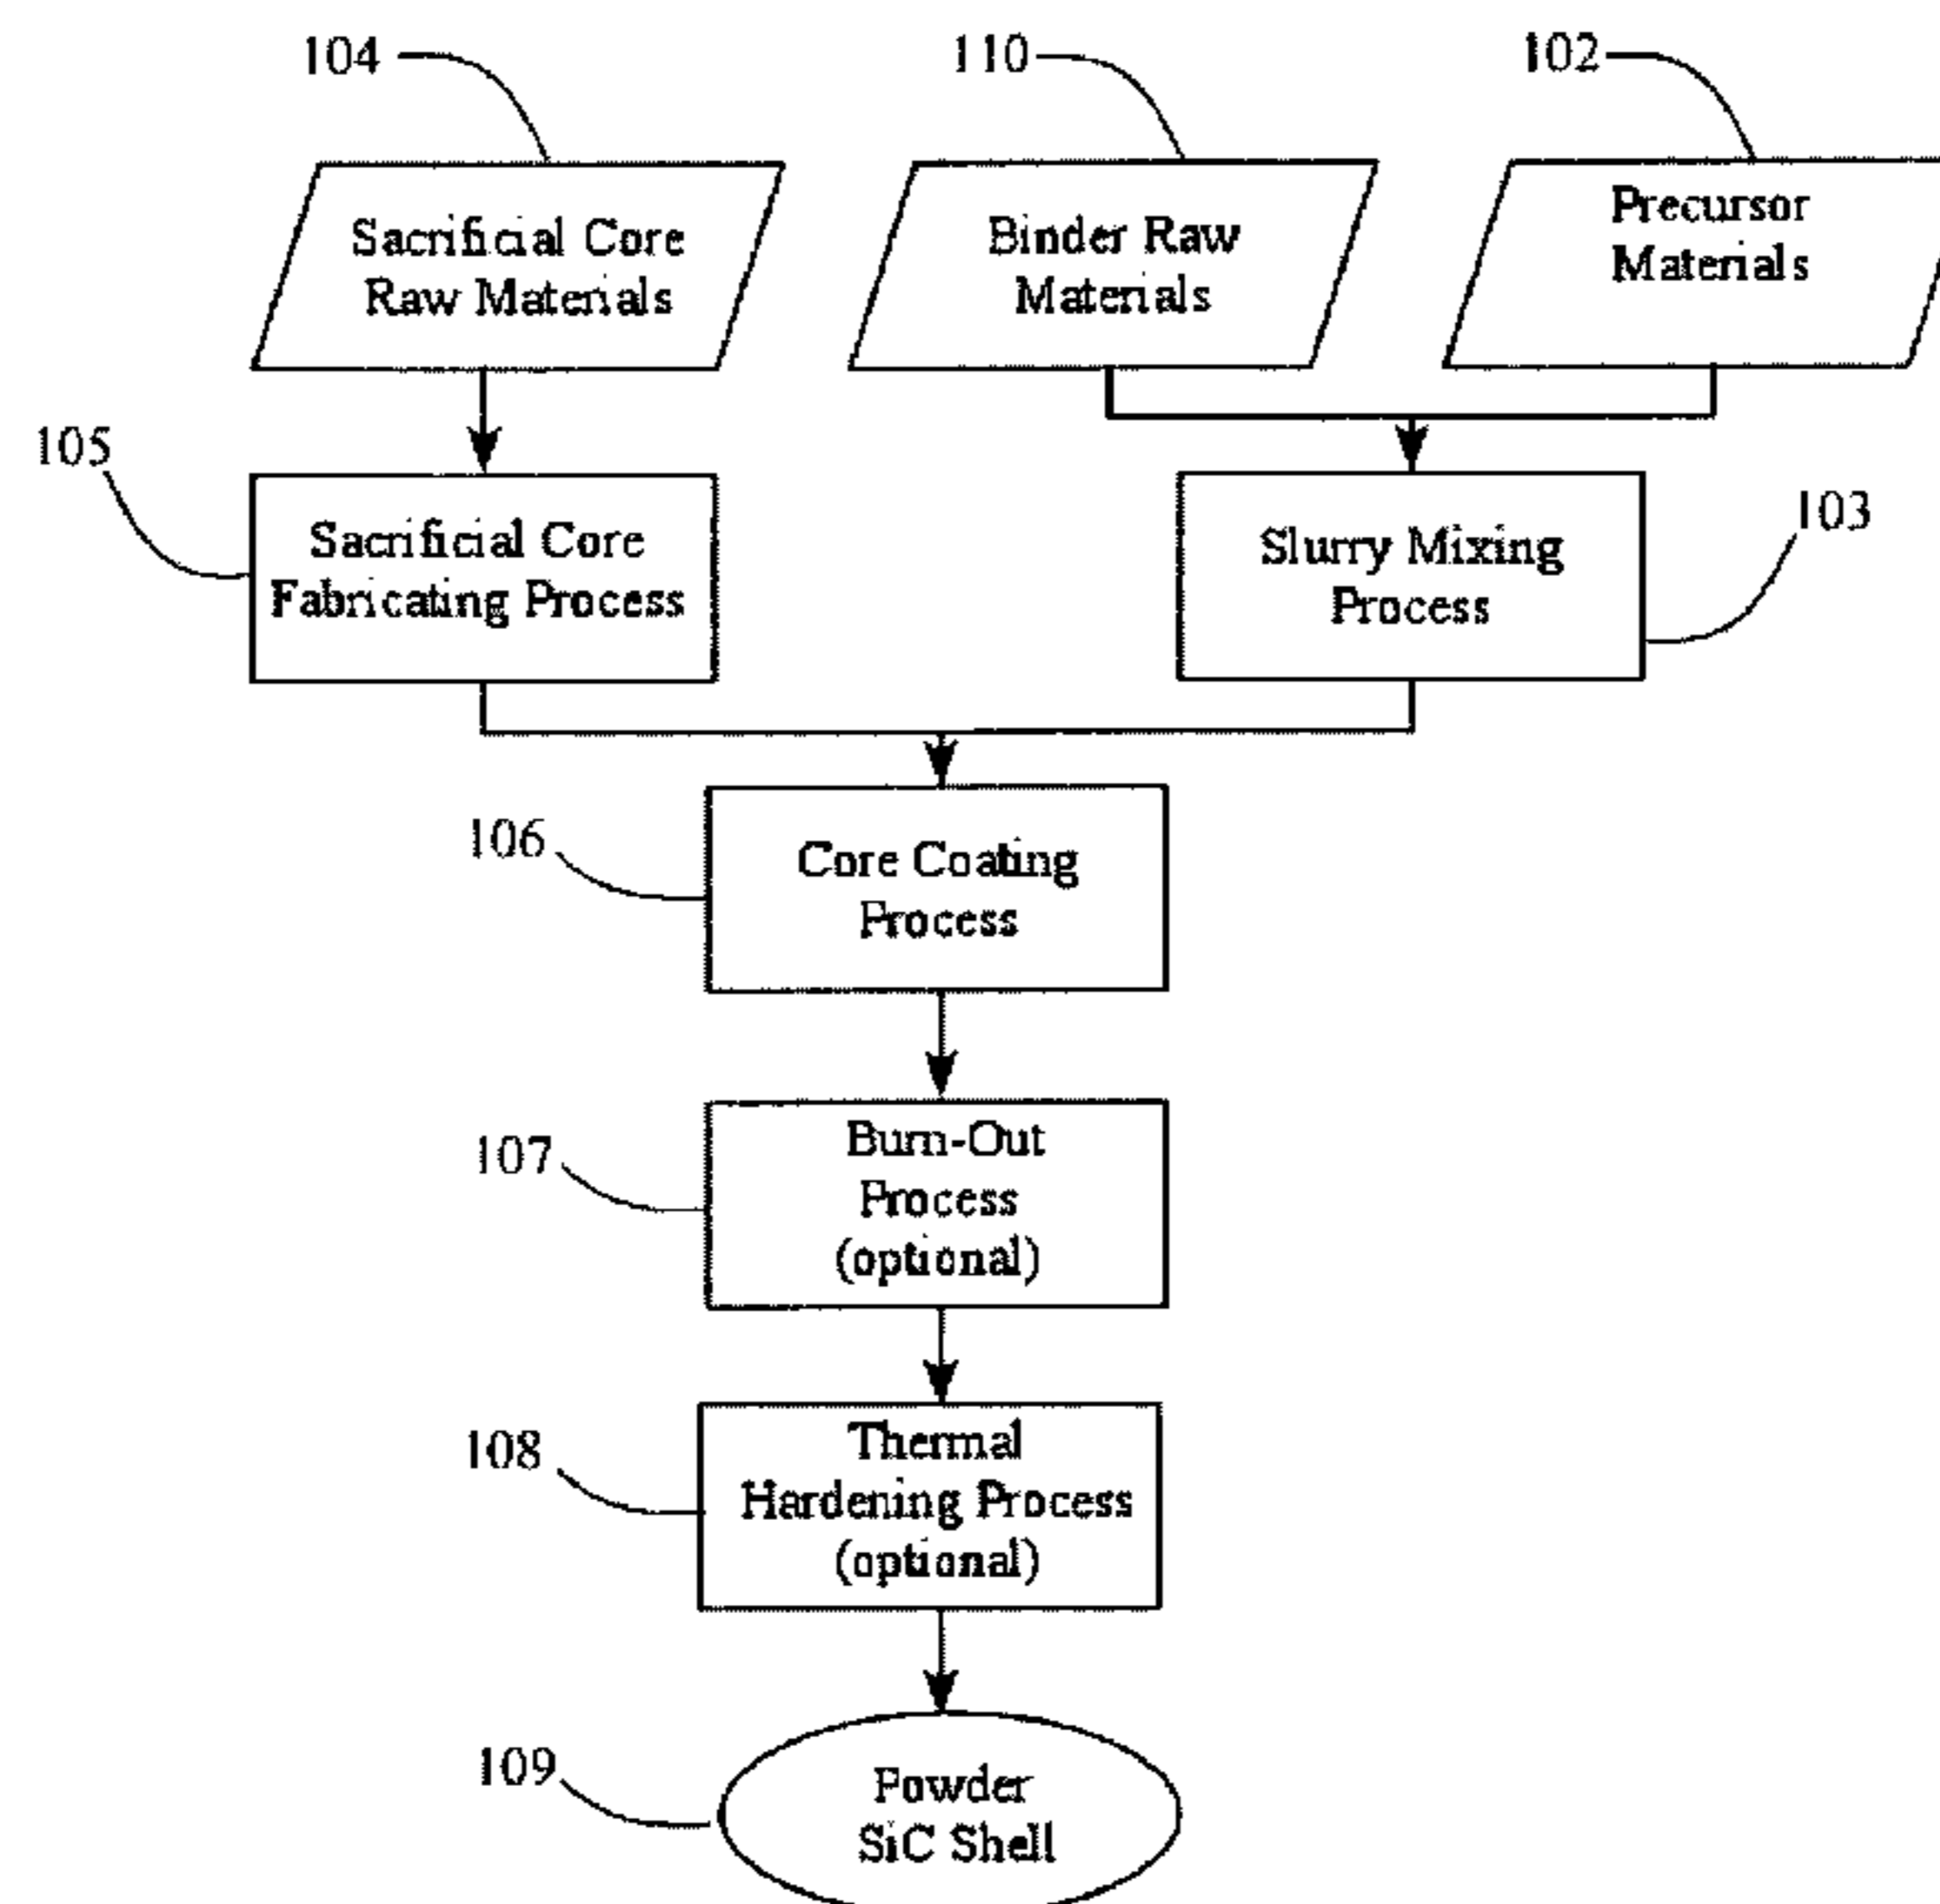 104
110
102
Sacrificial Core
Raw Materials
Binder Raw
Materials
Precursor
Materials
105
Sacrificial Core
Fabricating Process
Slurry Mixing
Process
103
106
Core Coating
Process
107
Burn-Out
Process
(optional)
108
Thermal
Hardening Process
(optional)
109
Powder
SiC Shell